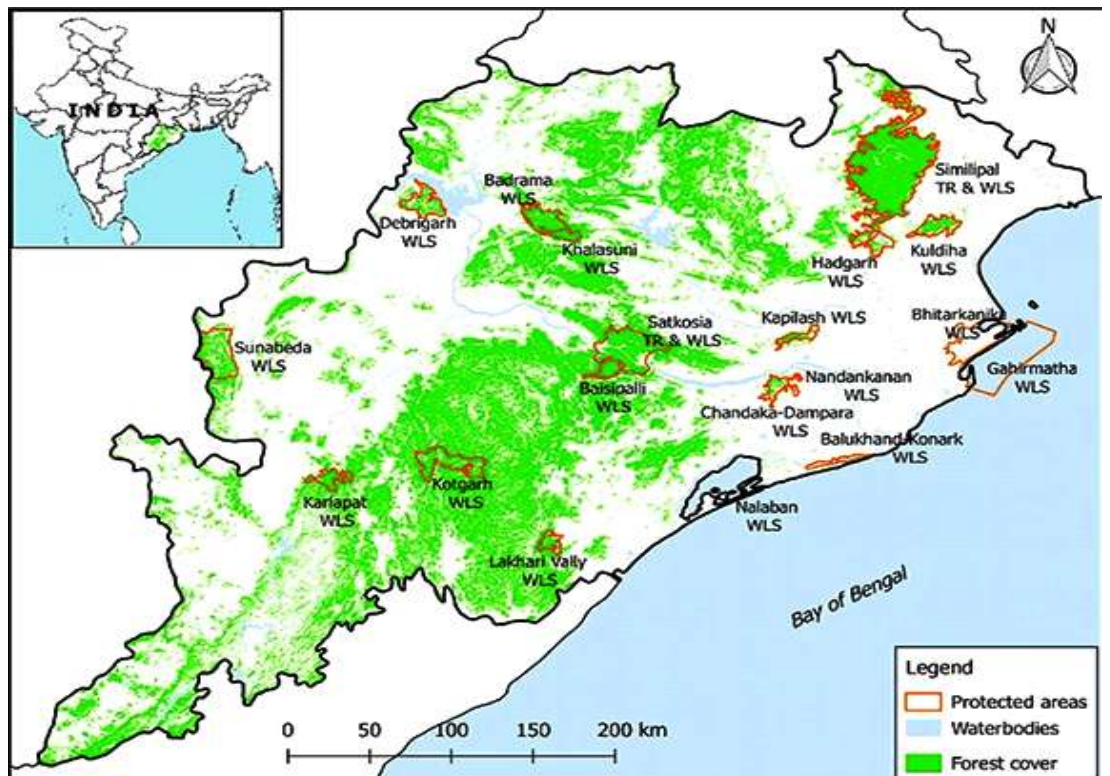 INDIA
N
Similipal
TR & WLS
Badrama
WLS
Debrigarh
WLS
Khalasuni
WLS
Hadgarh
WLS
Kuldiha
WLS
Satkosia
TR & WLS
Kapilash WLS
Bhitarkanika
WLS
Sunabeda
WLS
Baisipalli
WLS
Nandankanan
WLS
Gahirmatha
WLS
Chandaka-Dampara
WLS
Balukhand-Konark
WLS
Karlapat
WLS
Kotgarh
WLS
Nalaban
WLS
Lakhari Vally
WLS
Bay of Bengal
0 50 100 150 200 km
Legend
Protected areas
Waterbodies
Forest cover